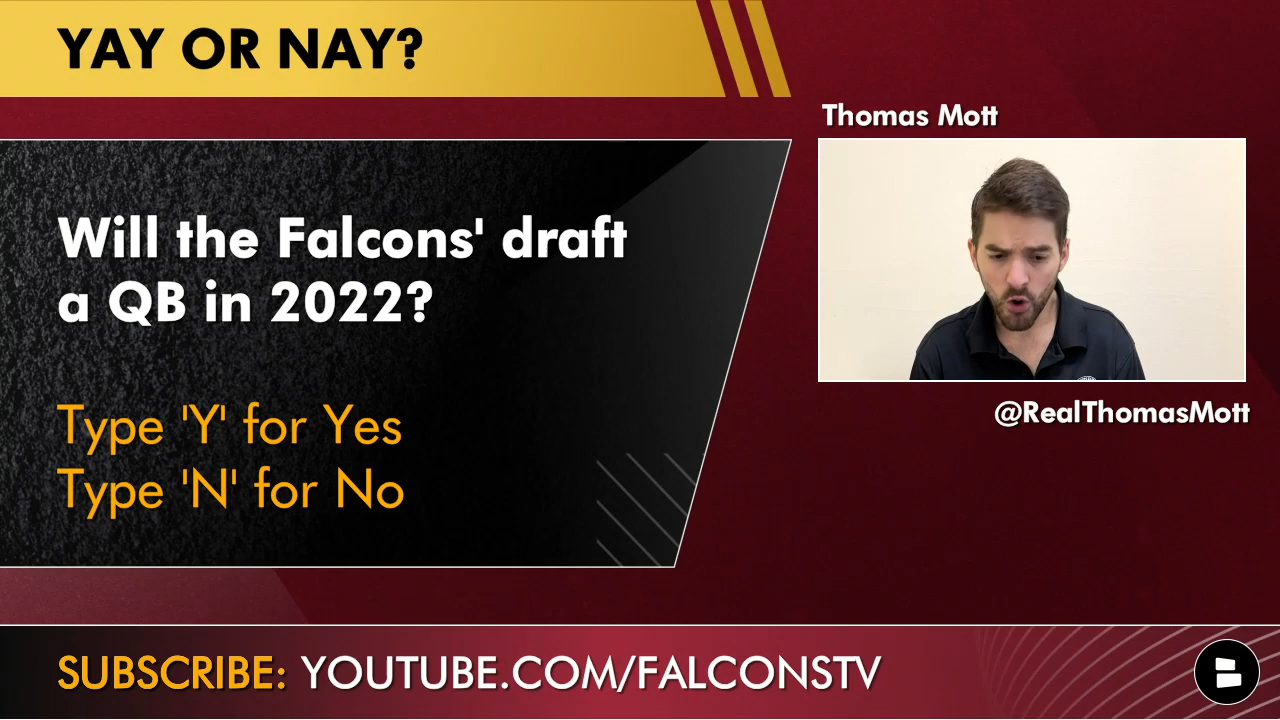 YAY OR NAY?
Thomas Mott
Will the Falcons' draft
a QB in 2022?
Type 'Y' for Yes
Type 'N' for No
@RealThomasMott
SUBSCRIBE: YOUTUBE.COM/FALCONSTV